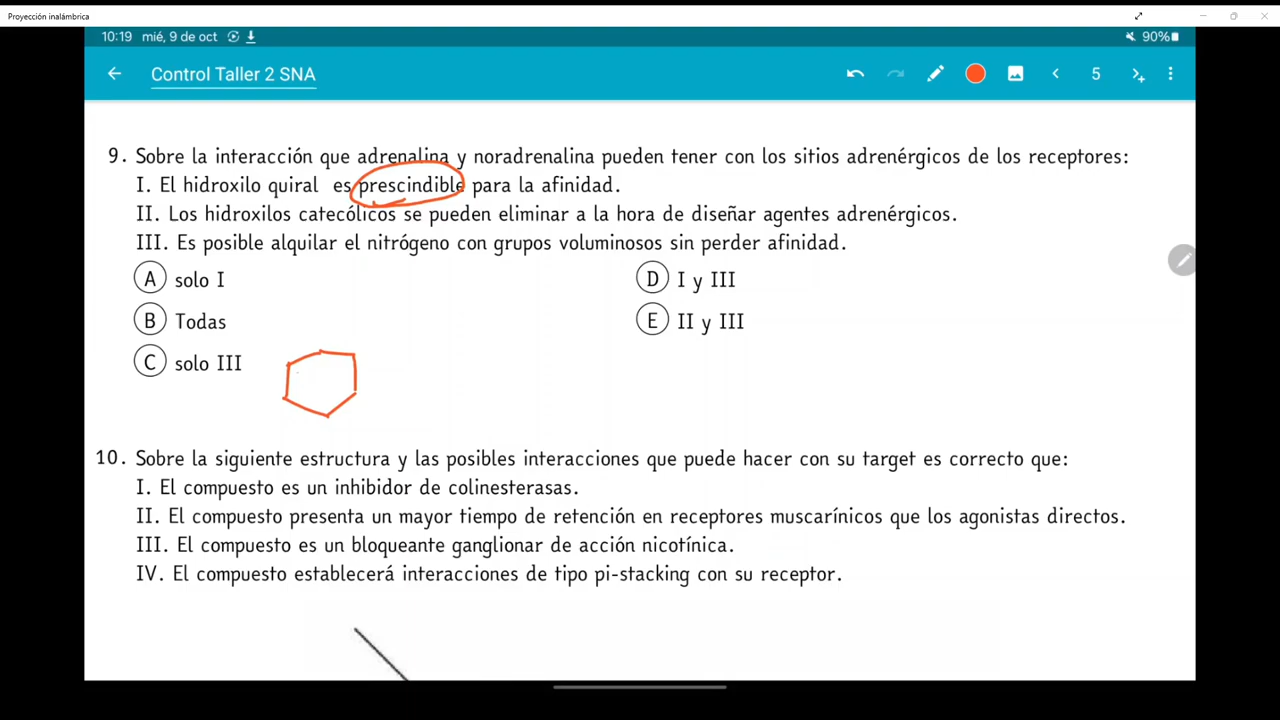 Proyección inalámbrica
10:19 mié, 9 de oct 90%
Control Taller 2 SNA 5
9. Sobre la interacción que adrenalina y noradrenalina pueden tener con los sitios adrenérgicos de los receptores:
I. El hidroxilo quiral es prescindible para la afinidad.
II. Los hidroxilos catecólicos se pueden eliminar a la hora de diseñar agentes adrenérgicos.
III. Es posible alquilar el nitrógeno con grupos voluminosos sin perder afinidad.
A solo I
B Todas
C solo III
D I y III
E II y III
10. Sobre la siguiente estructura y las posibles interacciones que puede hacer con su target es correcto que:
I. El compuesto es un inhibidor de colinesterasas.
II. El compuesto presenta un mayor tiempo de retención en receptores muscarínicos que los agonistas directos.
III. El compuesto es un bloqueante ganglionar de acción nicotínica.
IV. El compuesto establecerá interacciones de tipo pi-stacking con su receptor.